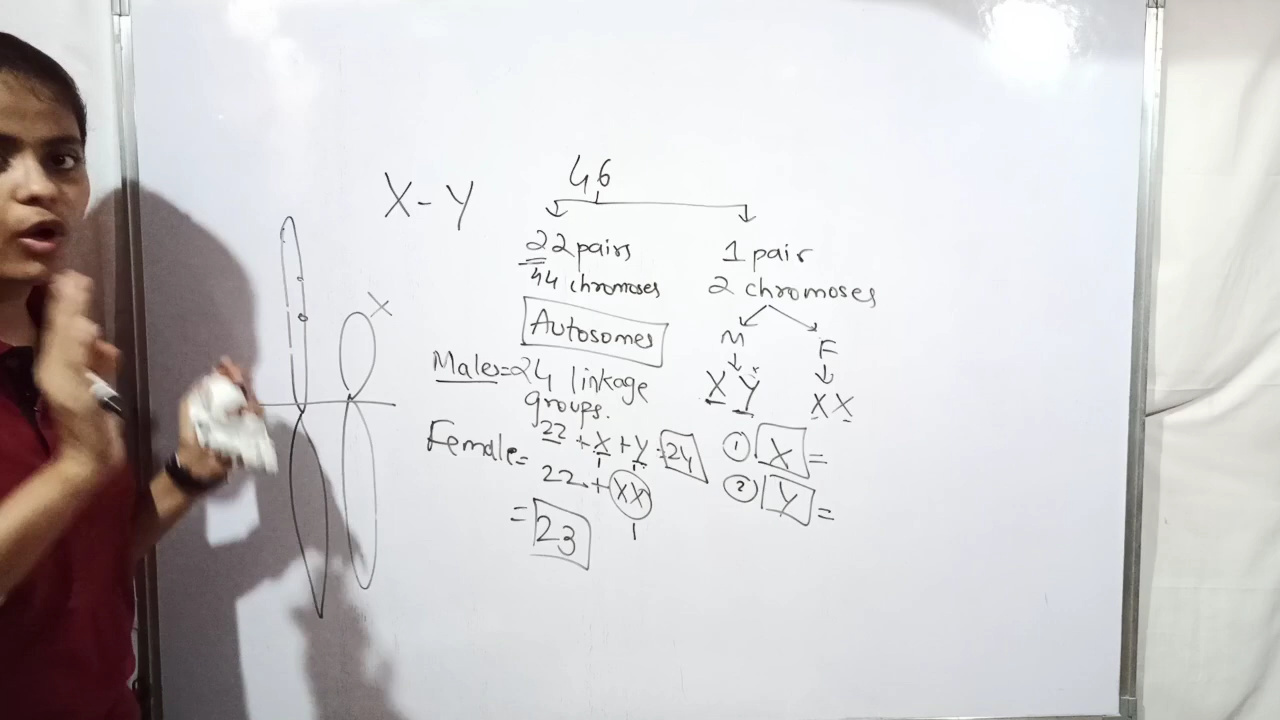 X - Y
46
22 pairs
44 chromoses
Autosomes
1 pair
2 chromoses
M F
X Y
XX
X
Males = 24 linkage
groups.
22 + X + Y = 24
Female =
22 + XX
= 23
① X =
② Y =